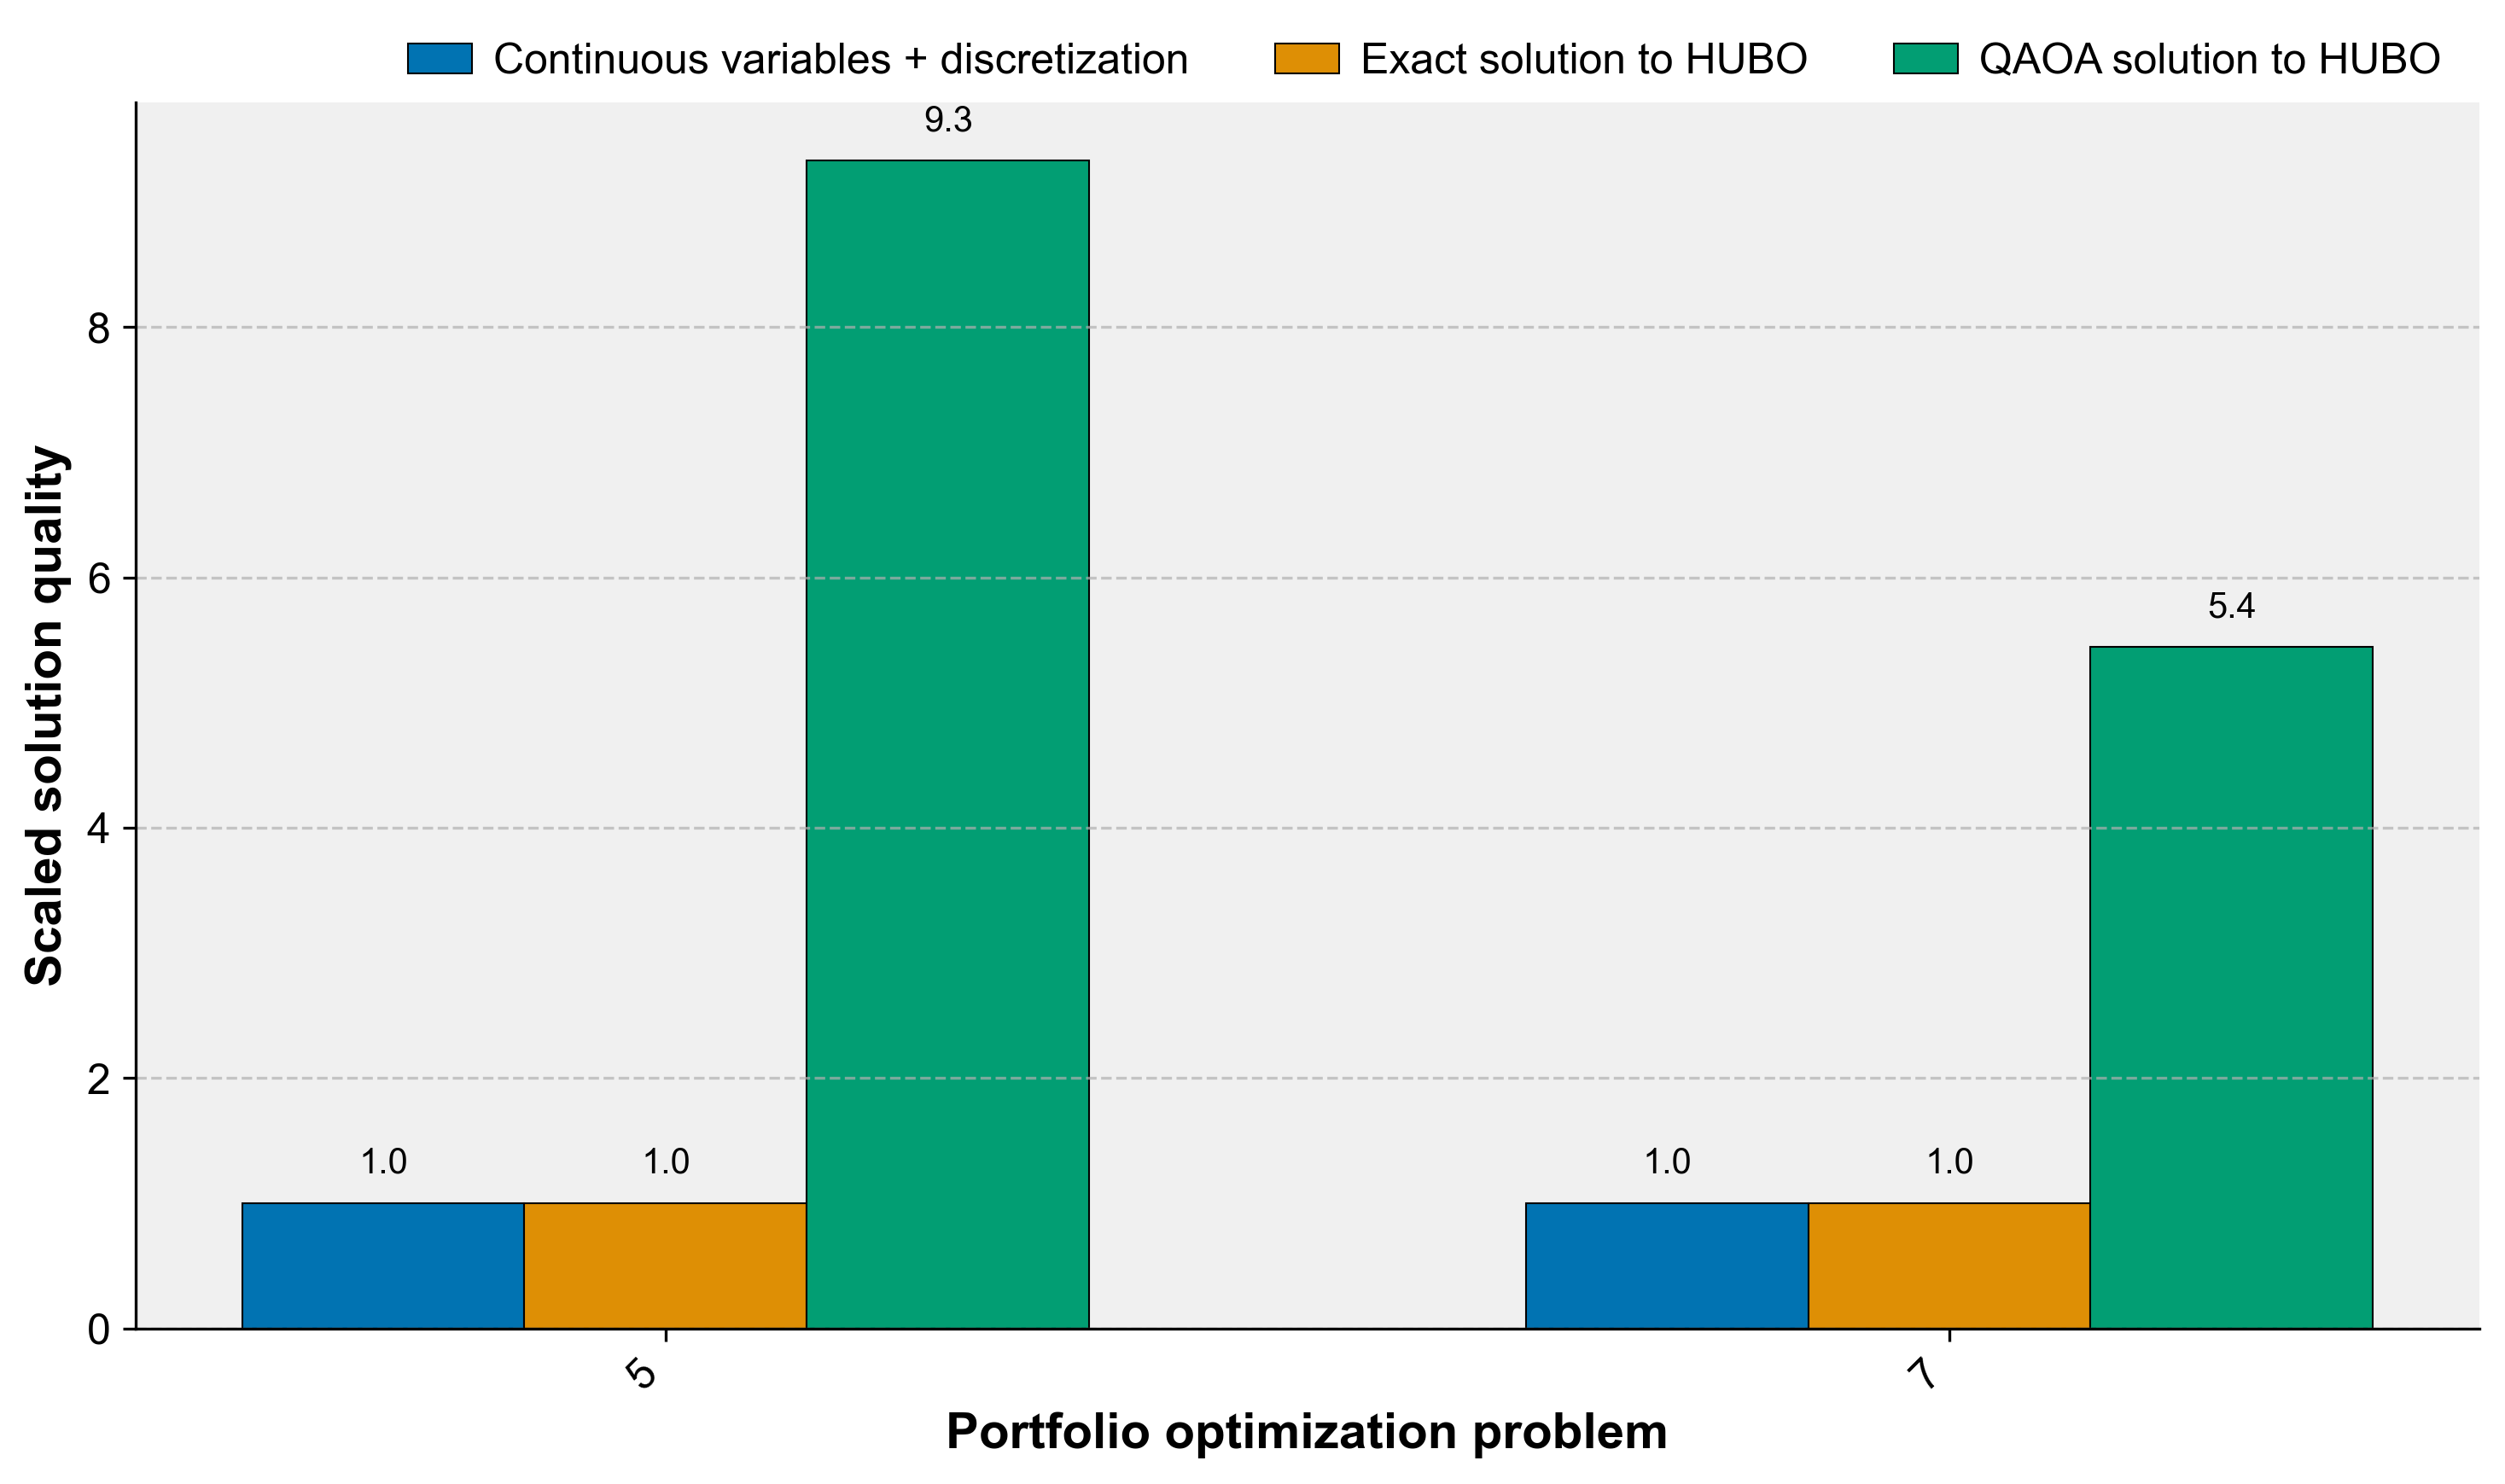 Continuous variables + discretization
Exact solution to HUBO
QAOA solution to HUBO
Scaled solution quality
8
6
4
2
0
1.0
1.0
9.3
1.0
1.0
5.4
5
7
Portfolio optimization problem